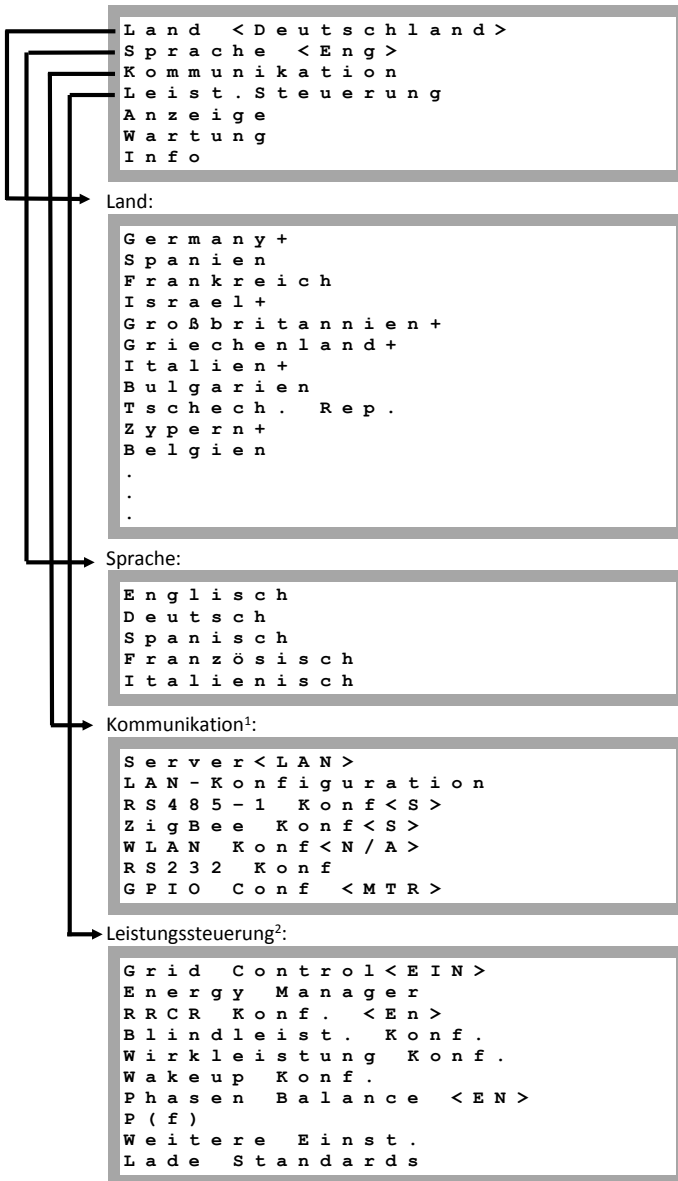 Land <Deutschland>
Sprache <Eng>
Kommunikation
Leist.Steuerung
Anzeige
Wartung
Info
Land:
Germany+
Spanien
Frankreich
Israel+
Großbritannien+
Griechenland+
Italien+
Bulgarien
Tschech. Rep.
Zypern+
Belgien
.
.
.
Sprache:
Englisch
Deutsch
Spanisch
Französisch
Italienisch
Kommunikation¹:
Server<LAN>
LAN-Konfiguration
RS485-1 Konf<S>
ZigBee Konf<S>
WLAN Konf<N/A>
RS232 Konf
GPIO Conf <MTR>
Leistungssteuerung²:
Grid Control<EIN>
Energy Manager
RRCR Konf. <En>
Blindleist. Konf.
Wirkleistung Konf.
Wakeup Konf.
Phasen Balance <EN>
P(f)
Weitere Einst.
Lade Standards